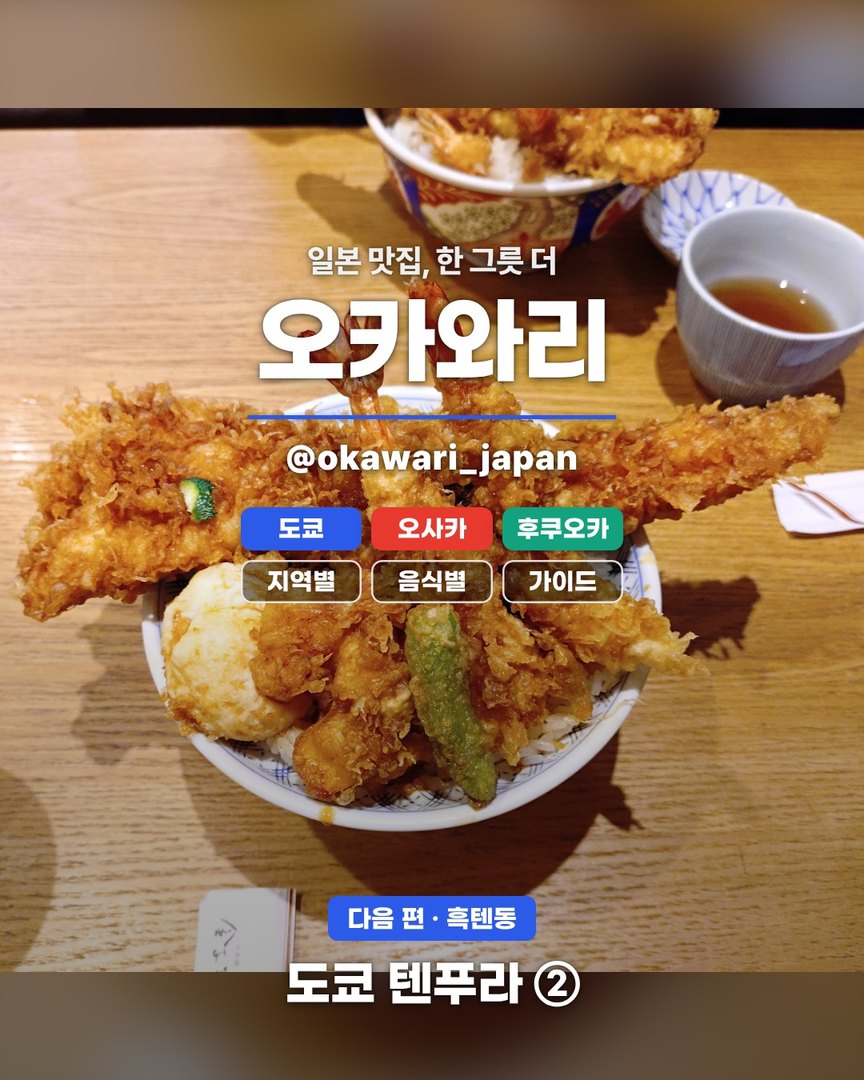 일본 맛집, 한 그릇 더
오카와리
@okawari_japan
도쿄 오사카 후쿠오카
지역별 음식별 가이드
다음 편 · 흑텐동
도쿄 텐푸라 ②